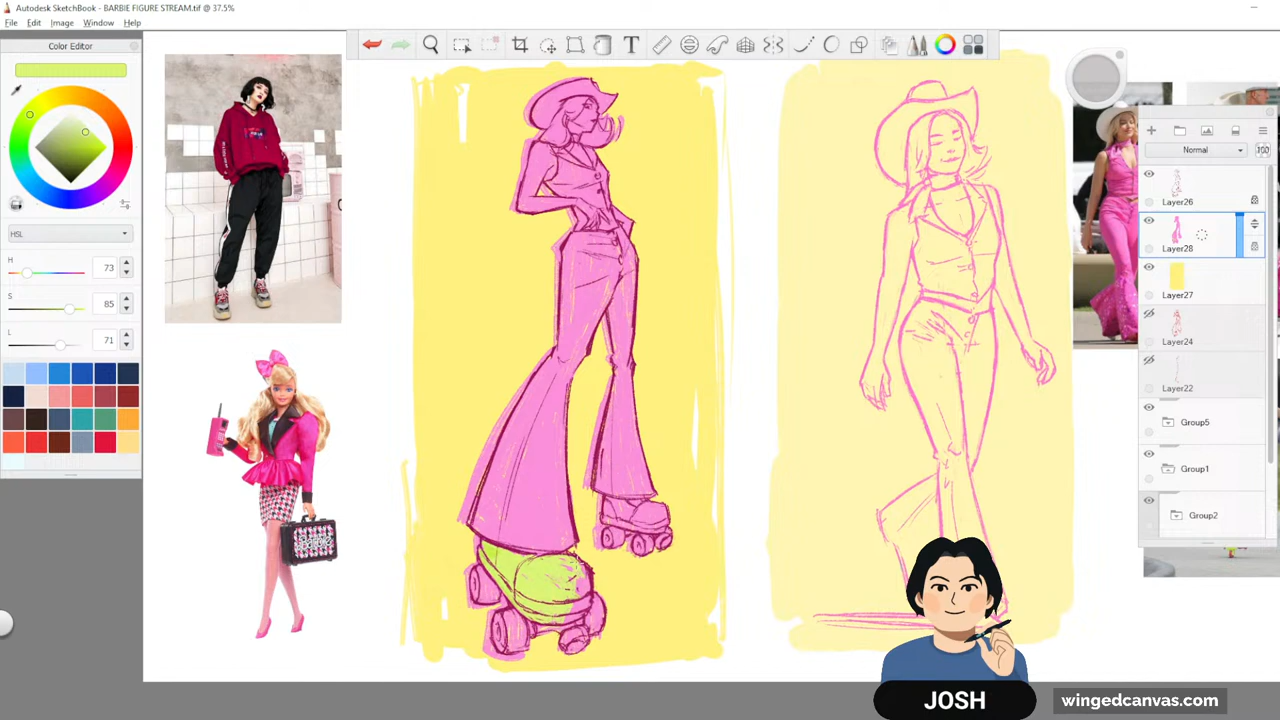 Autodesk SketchBook - BARBIE FIGURE STREAM.tif @ 37.5%
File Edit Image Window Help
Color Editor
T
HSL
H 73
S 85
L 71
Normal
100
Layer26
Layer28
Layer27
Layer24
Layer22
Group5
Group1
Group2
JOSH
wingedcanvas.com